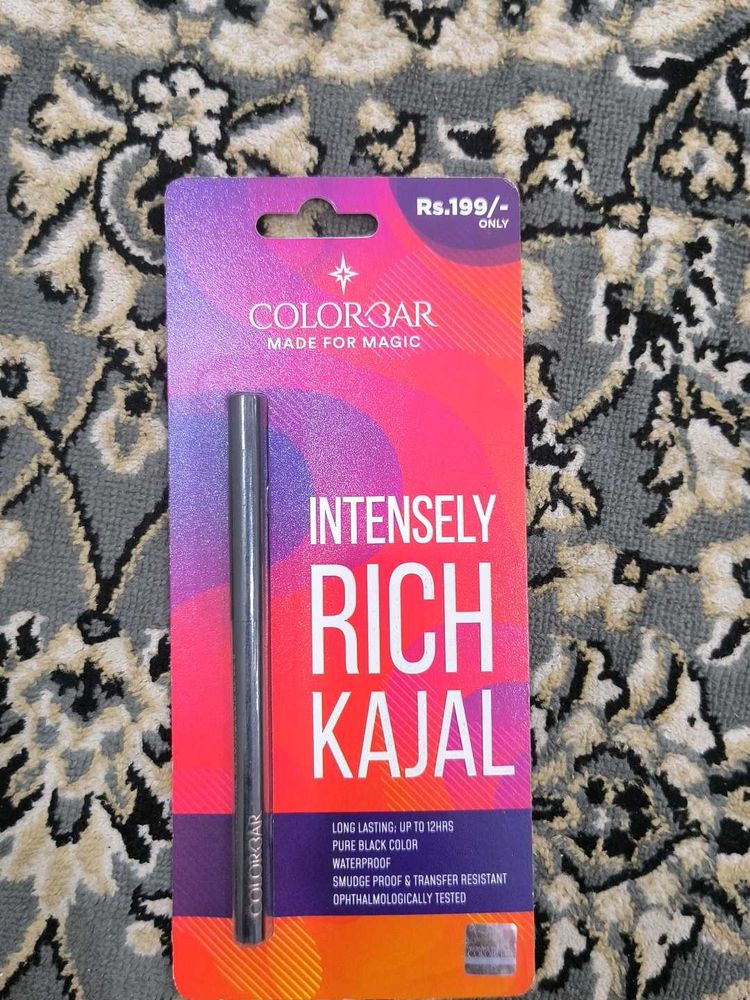 Rs.199/-
ONLY
COLORBAR
MADE FOR MAGIC
INTENSELY
RICH
KAJAL
LONG LASTING; UP TO 12HRS
PURE BLACK COLOR
WATERPROOF
SMUDGE PROOF & TRANSFER RESISTANT
OPHTHALMOLOGICALLY TESTED
COLORBAR